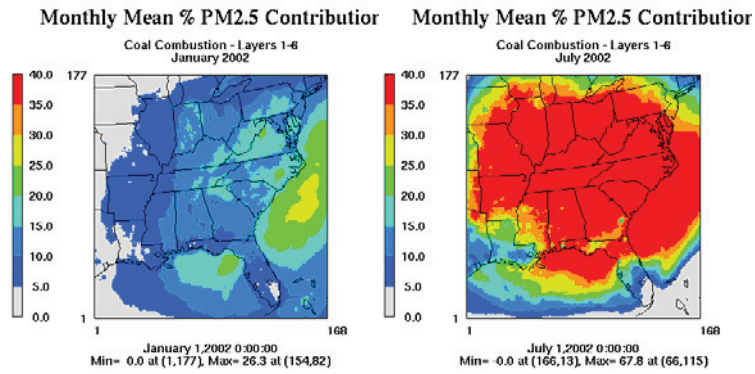 Monthly Mean % PM2.5 Contribution
Coal Combustion - Layers 1-6
January 2002
177
40.0
35.0
30.0
25.0
20.0
15.0
10.0
5.0
0.0
1
1
168
January 1,2002 0:00:00
Min= 0.0 at (1,177), Max= 26.3 at (154,82)
Monthly Mean % PM2.5 Contribution
Coal Combustion - Layers 1-6
July 2002
177
40.0
35.0
30.0
25.0
20.0
15.0
10.0
5.0
0.0
1
1
168
July 1,2002 0:00:00
Min= -0.0 at (166,13), Max= 67.8 at (66,115)